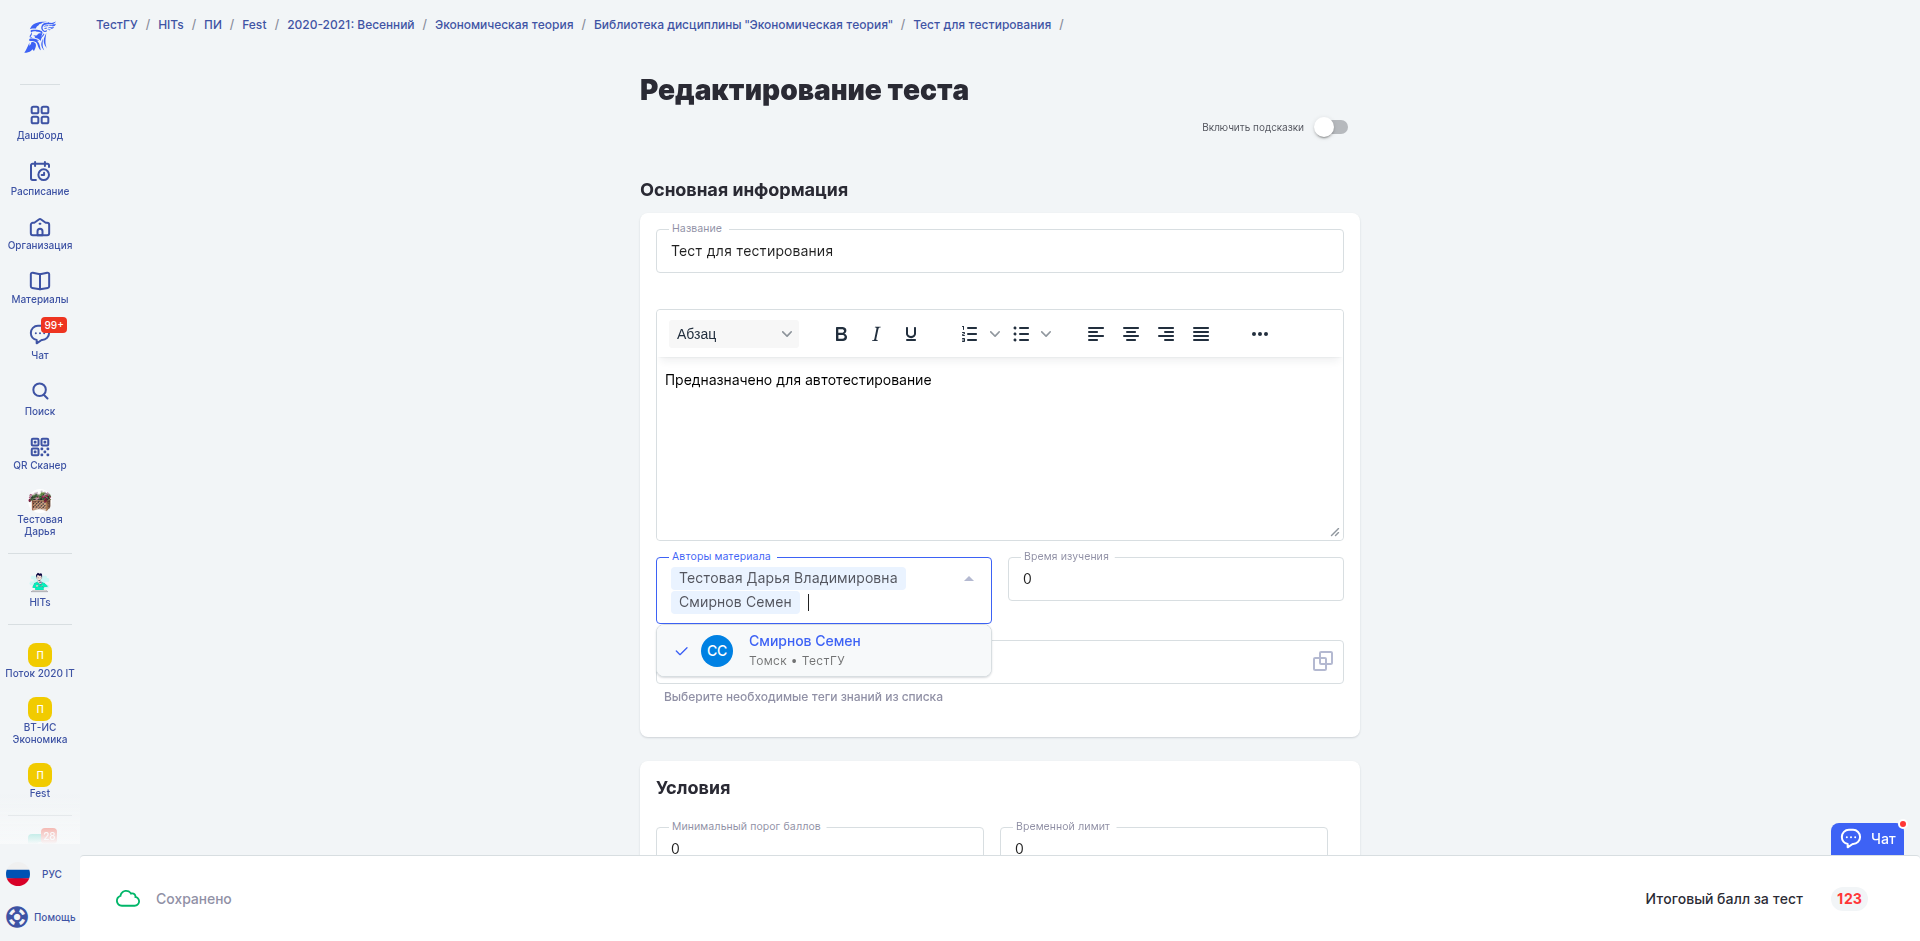 ТестГУ / HITs / ПИ / Fest / 2020-2021: Весенний / Экономическая теория / Библиотека дисциплины "Экономическая теория" / Тест для тестирования /
Дашборд
Расписание
Организация
Материалы
99+
Чат
Поиск
QR Сканер
Тестовая
Дарья
HITs
П
Поток 2020 IT
П
ВТ-ИС
Экономика
П
Fest
28
РУС
Помощь
Редактирование теста
Включить подсказки
Основная информация
Название
Тест для тестирования
Абзац
Предназначено для автотестирование
Авторы материала
Тестовая Дарья Владимировна
Смирнов Семен
Время изучения
0
СС
Смирнов Семен
Томск • ТестГУ
Выберите необходимые теги знаний из списка
Условия
Минимальный порог баллов
0
Временной лимит
0
Чат
Сохранено
Итоговый балл за тест 123